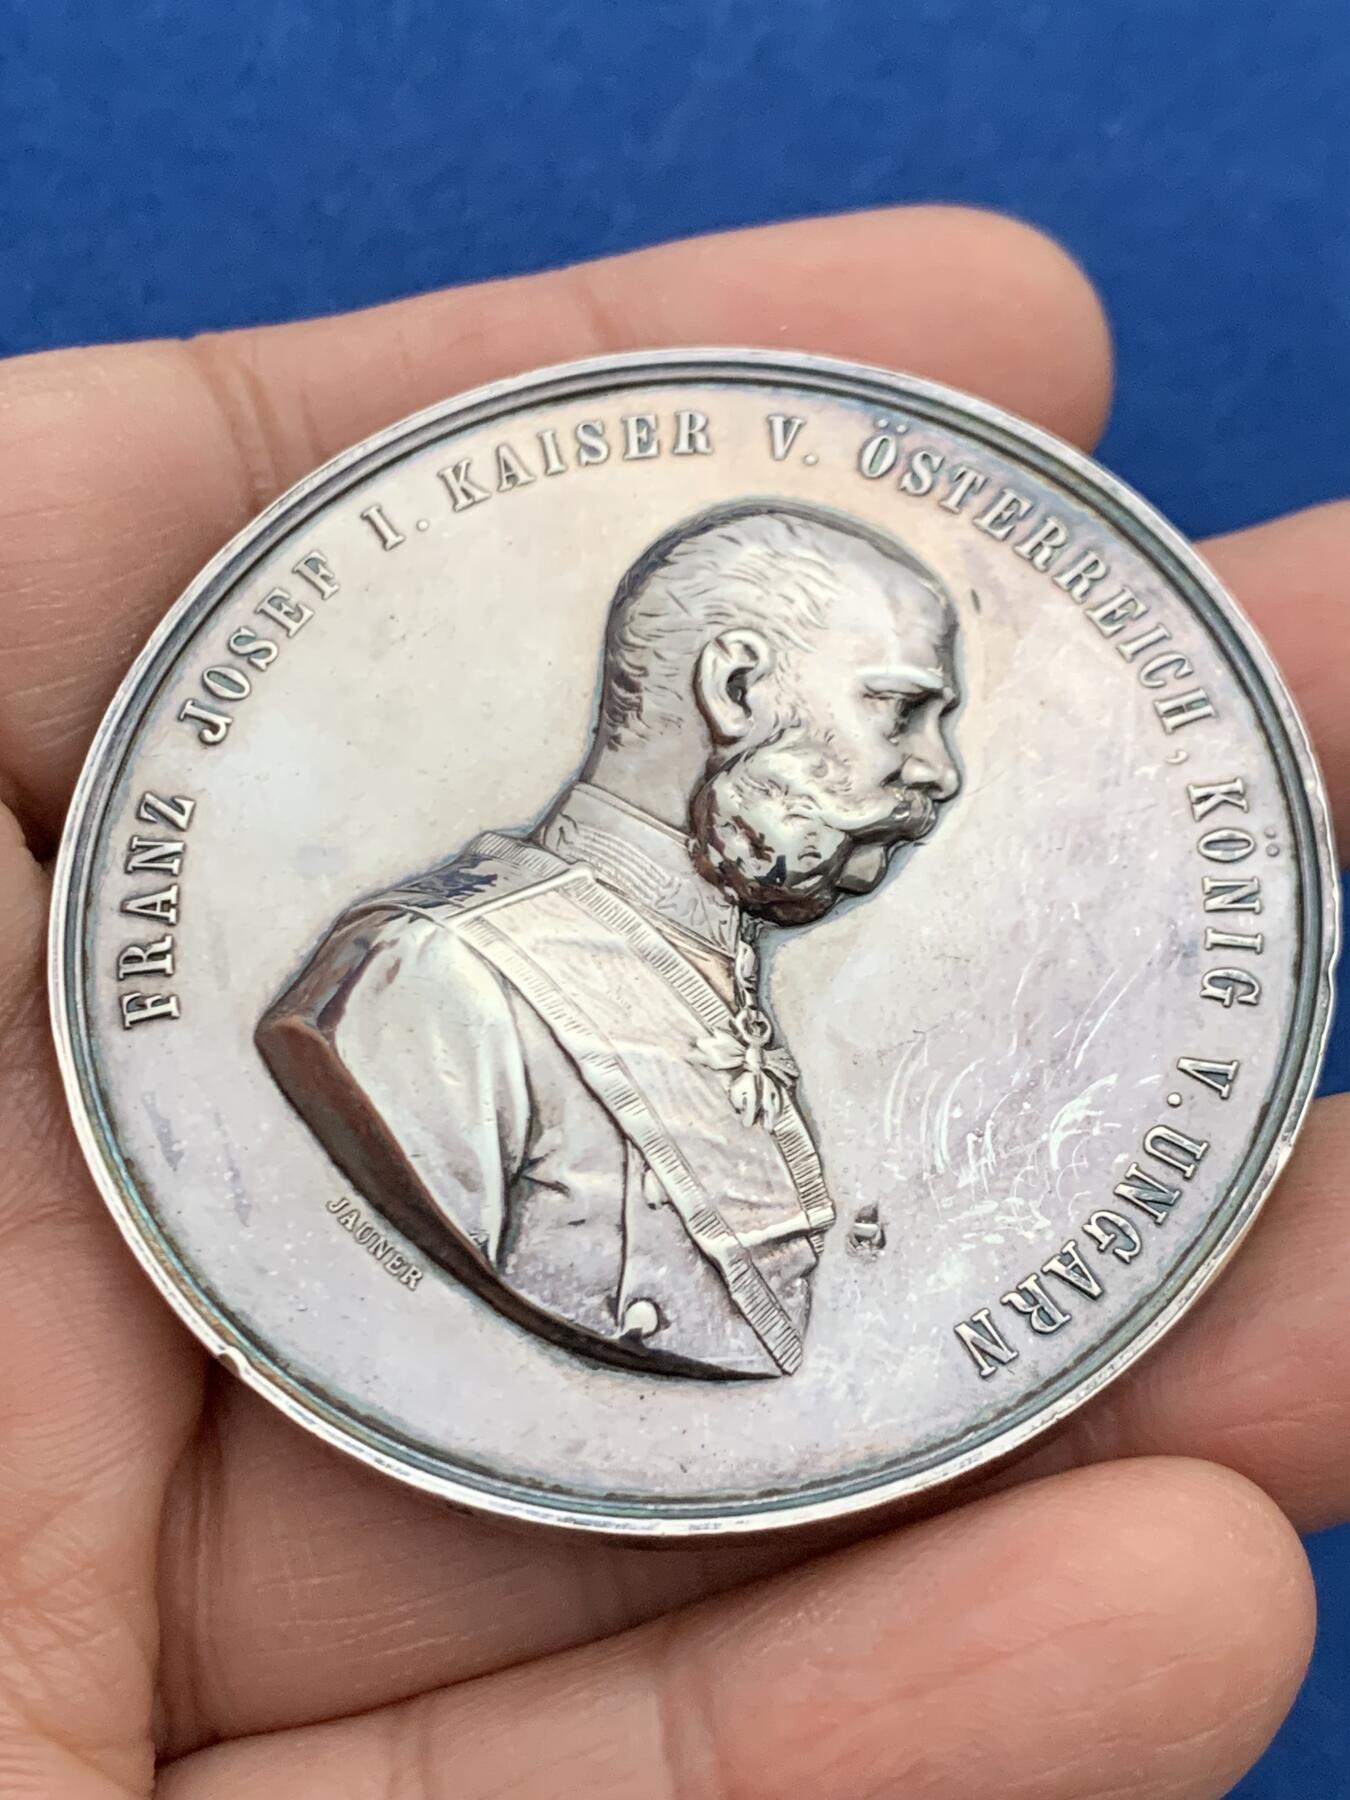 FRANZ JOSEF I. KAISER V. ÖSTERREICH, KÖNIG V. UNGARN
JAUNER